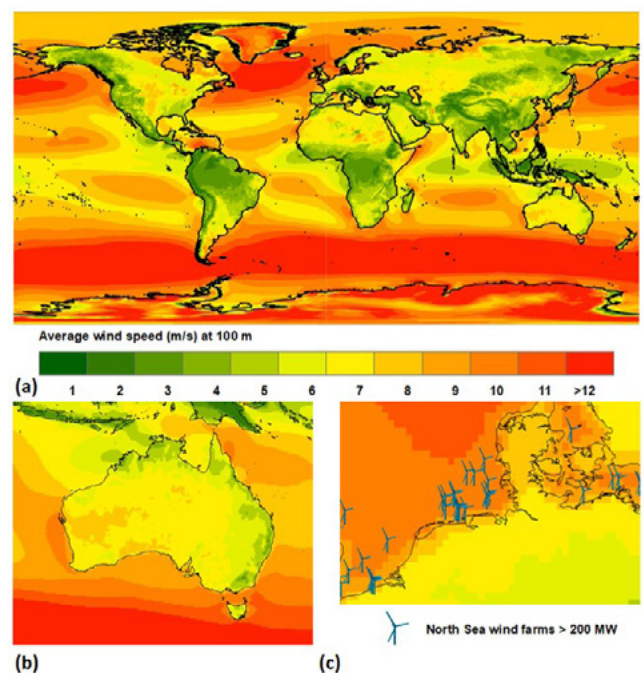 Average wind speed (m/s) at 100 m
(a) 1 2 3 4 5 6 7 8 9 10 11 >12
North Sea wind farms > 200 MW
(b) (c)